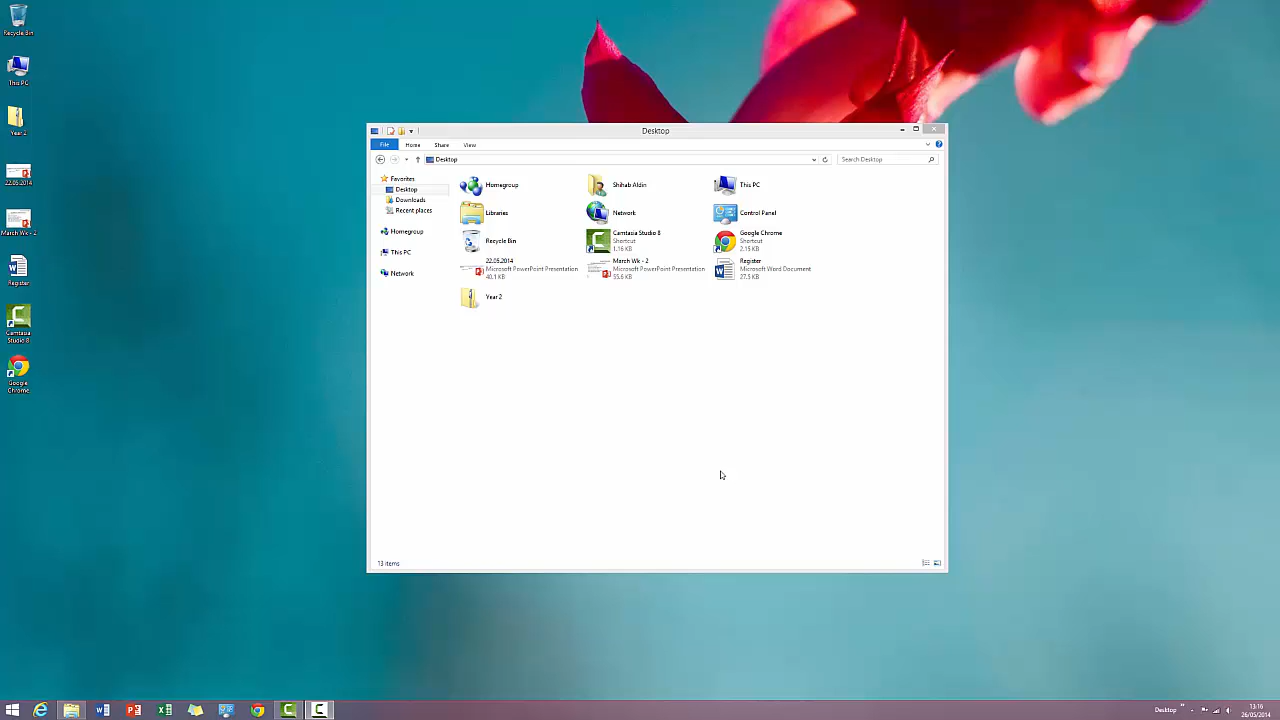 Recycle Bin
This PC
Year 2
22.05.2014
March Wk - 2
Register
Camtasia
Studio 8
Google
Chrome
Desktop
File Home Share View
Desktop
Search Desktop
Favorites
Desktop
Downloads
Recent places
Homegroup
This PC
Network
Homegroup
Shihab Aldin
This PC
Libraries
Network
Control Panel
Recycle Bin
Camtasia Studio 8
Shortcut
1.16 KB
Google Chrome
Shortcut
2.15 KB
22.05.2014
Microsoft PowerPoint Presentation
40.1 KB
March Wk - 2
Microsoft PowerPoint Presentation
55.6 KB
Register
Microsoft Word Document
27.5 KB
Year 2
13 items
Desktop
13:16
26/05/2014